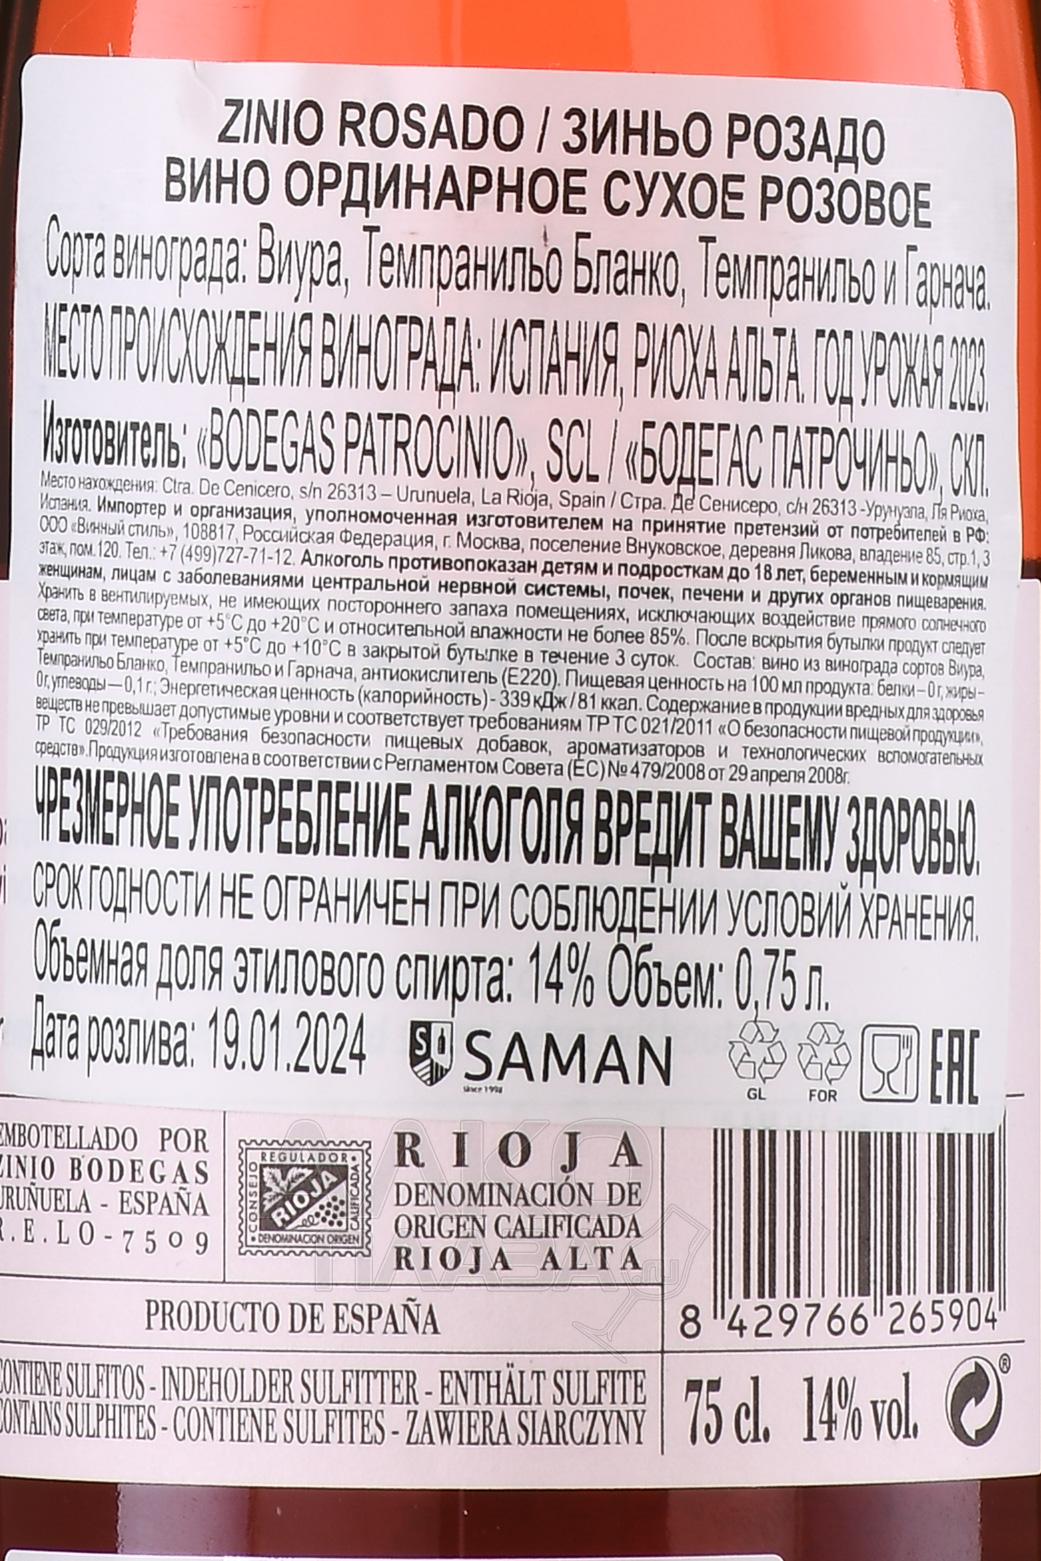 ZINIO ROSADO / ЗИНЬО РОЗАДО
ВИНО ОРДИНАРНОЕ СУХОЕ РОЗОВОЕ
Сорта винограда: Виура, Темпранильо Бланко, Темпранильо и Гарнача.
МЕСТО ПРОИСХОЖДЕНИЯ ВИНОГРАДА: ИСПАНИЯ, РИОХА АЛЬТА. ГОД УРОЖАЯ 2023.
Изготовитель: «BODEGAS PATROCINIO», SCL / «БОДЕГАС ПАТРОЧИНЬО», СКЛ.
Место нахождения: Ctra. De Cenicero, s/n 26313 – Urunuela, La Rioja, Spain / Стра. Де Сенисеро, с/н 26313 -Урунуэла, Ля Риоха,
Испания. Импортер и организация, уполномоченная изготовителем на принятие претензий от потребителей в РФ:
ООО «Винный стиль», 108817, Российская Федерация, г. Москва, поселение Внуковское, деревня Ликова, владение 85, стр.1, 3
этаж, пом.120. Тел.: +7 (499)727-71-12. Алкоголь противопоказан детям и подросткам до 18 лет, беременным и кормящим
женщинам, лицам с заболеваниями центральной нервной системы, почек, печени и других органов пищеварения.
Хранить в вентилируемых, не имеющих постороннего запаха помещениях, исключающих воздействие прямого солнечного
света, при температуре от +5°C до +20°C и относительной влажности не более 85%. После вскрытия бутылки продукт следует
хранить при температуре от +5°C до +10°C в закрытой бутылке в течение 3 суток. Состав: вино из винограда сортов Виура,
Темпранильо Бланко, Темпранильо и Гарнача, антиокислитель (Е220). Пищевая ценность на 100 мл продукта: белки – 0 г, жиры –
0г, углеводы — 0,1 г.; Энергетическая ценность (калорийность) - 339 кДж / 81 ккал. Содержание в продукции вредных для здоровья
веществ не превышает допустимые уровни и соответствует требованиям ТР ТС 021/2011 «О безопасности пищевой продукции»,
ТР ТС 029/2012 «Требования безопасности пищевых добавок, ароматизаторов и технологических вспомогательных
средств». Продукция изготовлена в соответствии с Регламентом Совета (ЕС) № 479/2008 от 29 апреля 2008г.
ЧРЕЗМЕРНОЕ УПОТРЕБЛЕНИЕ АЛКОГОЛЯ ВРЕДИТ ВАШЕМУ ЗДОРОВЬЮ.
СРОК ГОДНОСТИ НЕ ОГРАНИЧЕН ПРИ СОБЛЮДЕНИИ УСЛОВИЙ ХРАНЕНИЯ.
Объемная доля этилового спирта: 14% Объем: 0,75 л.
Дата розлива: 19.01.2024
SAMAN
since 1998
GL
FOR
EAC
EMBOTELLADO POR
ZINIO BODEGAS
URUÑUELA - ESPAÑA
R.E.LO-7509
CONSEJO REGULADOR
CALIFICADA
RIOJA
DENOMINACION ORIGEN
RIOJA
DENOMINACIÓN DE
ORIGEN CALIFICADA
RIOJA ALTA
PRODUCTO DE ESPAÑA
8 429766 265904
CONTIENE SULFITOS - INDEHOLDER SULFITTER - ENTHÄLT SULFITE
CONTAINS SULPHITES - CONTIENE SULFITES - ZAWIERA SIARCZYNY
75 cl. 14% vol.
®